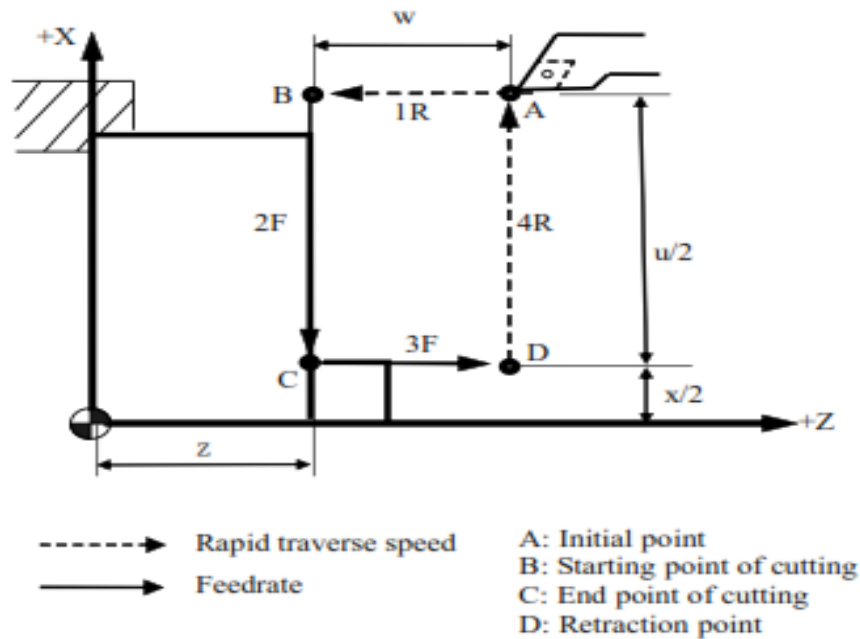 w
+X
B
1R
A
2F
4R
u/2
3F
D
C
x/2
+Z
z
Rapid traverse speed
Feedrate
A: Initial point
B: Starting point of cutting
C: End point of cutting
D: Retraction point